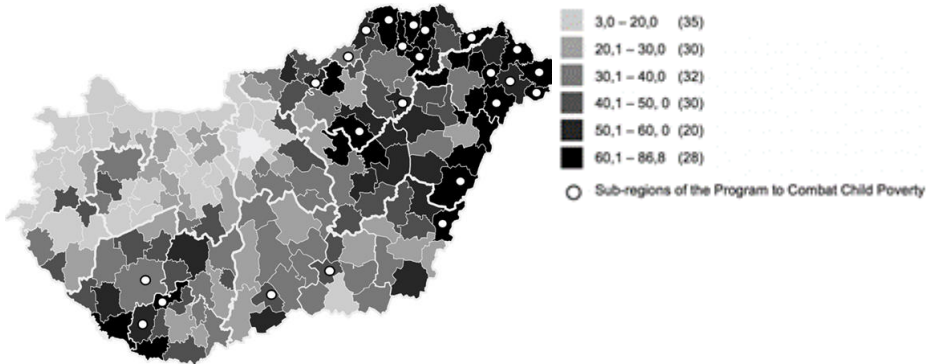 3,0 – 20,0 (35)
20,1 – 30,0 (30)
30,1 – 40,0 (32)
40,1 – 50, 0 (30)
50,1 – 60, 0 (20)
60,1 – 86,8 (28)
Sub-regions of the Program to Combat Child Poverty